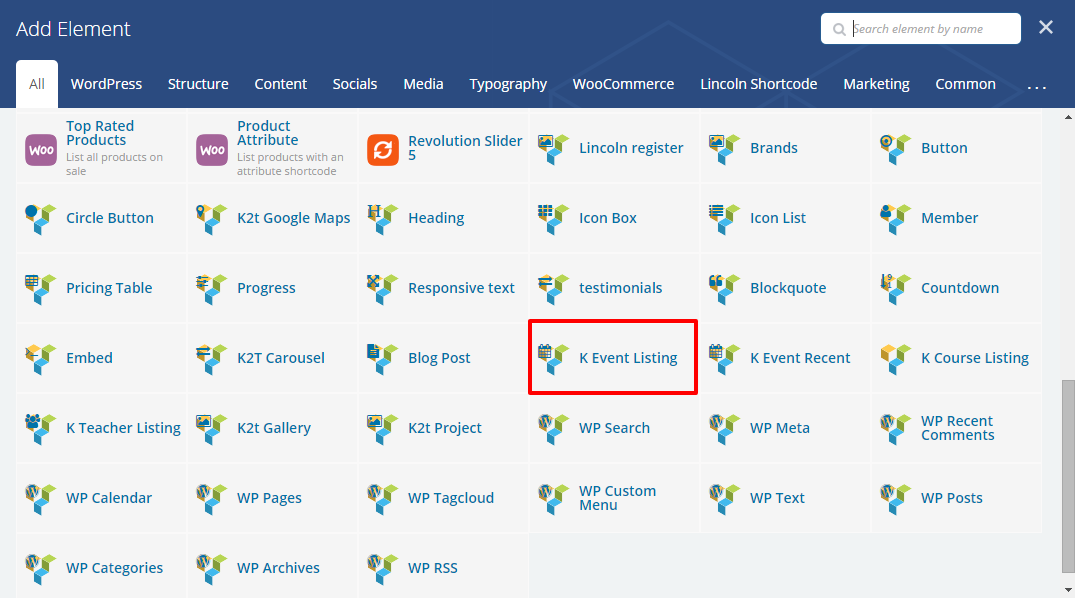 Add Element
Search element by name
All WordPress Structure Content Socials Media Typography WooCommerce Lincoln Shortcode Marketing Common ...
Top Rated
Products
List all products on
sale
Product
Attribute
List products with an
attribute shortcode
Revolution Slider
5
Lincoln register
Brands
Button
Circle Button
K2t Google Maps
Heading
Icon Box
Icon List
Member
Pricing Table
Progress
Responsive text
testimonials
Blockquote
Countdown
Embed
K2T Carousel
Blog Post
K Event Listing
K Event Recent
K Course Listing
K Teacher Listing
K2t Gallery
K2t Project
WP Search
WP Meta
WP Recent
Comments
WP Calendar
WP Pages
WP Tagcloud
WP Custom
Menu
WP Text
WP Posts
WP Categories
WP Archives
WP RSS